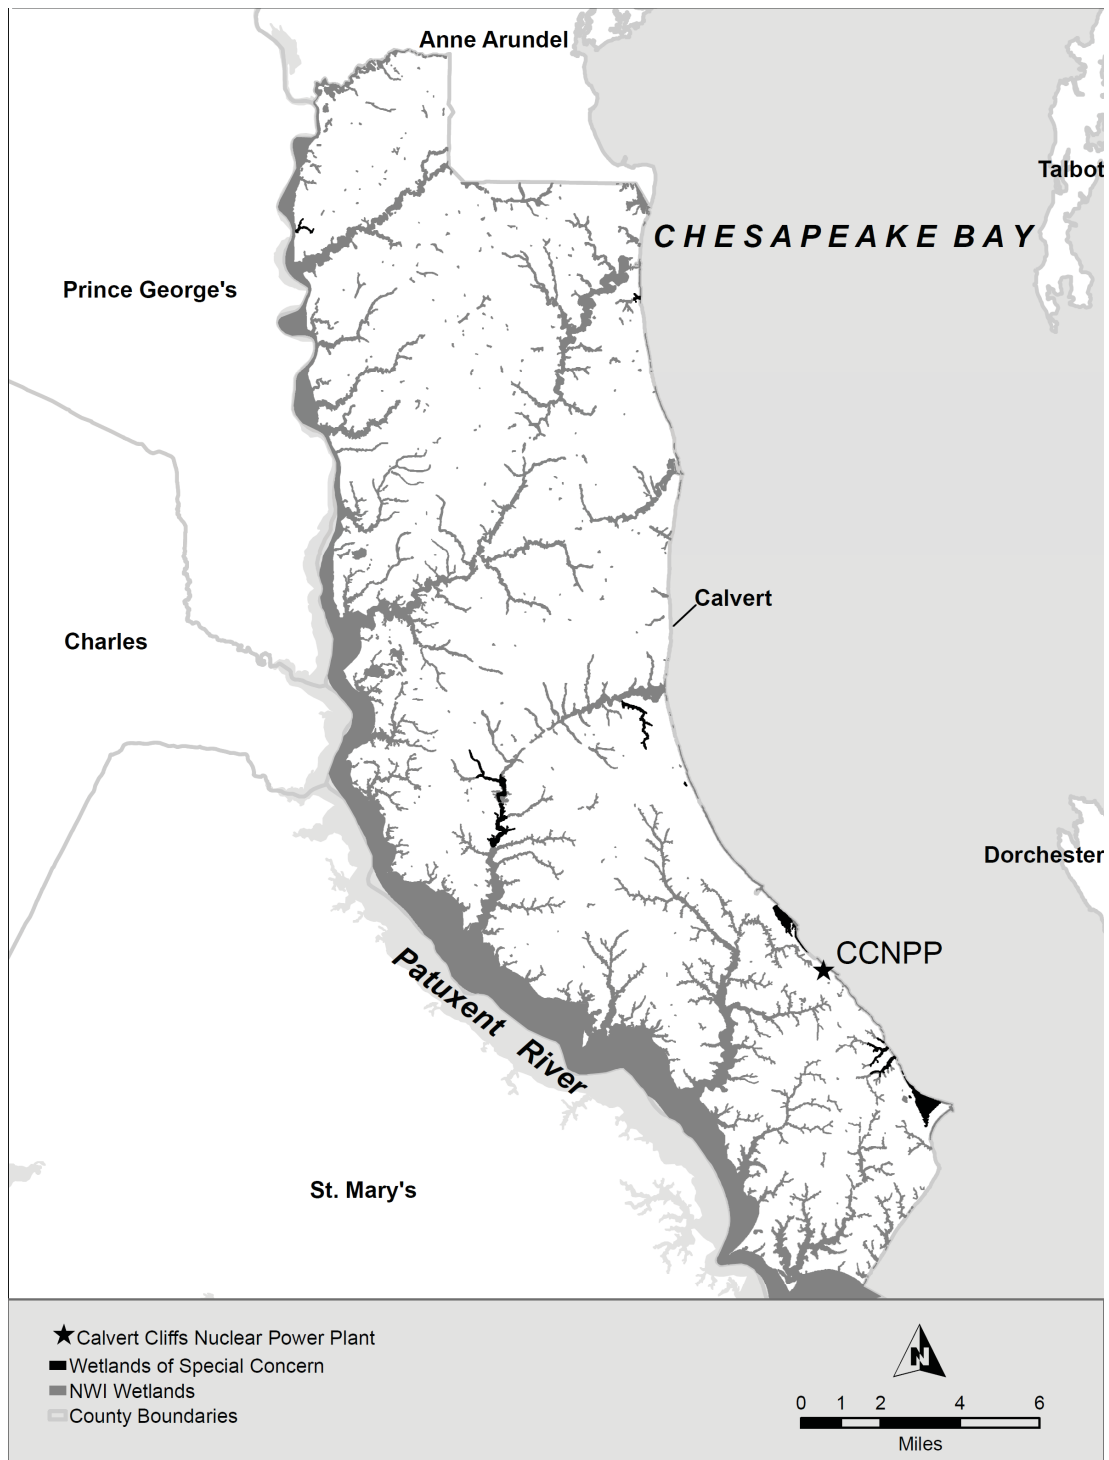 Anne Arundel
Talbot
CHESAPEAKE BAY
Prince George's
Calvert
Charles
Dorchester
CCNPP
Patuxent River
St. Mary's
Calvert Cliffs Nuclear Power Plant
Wetlands of Special Concern
NWI Wetlands
County Boundaries
N
0 1 2 4 6
Miles